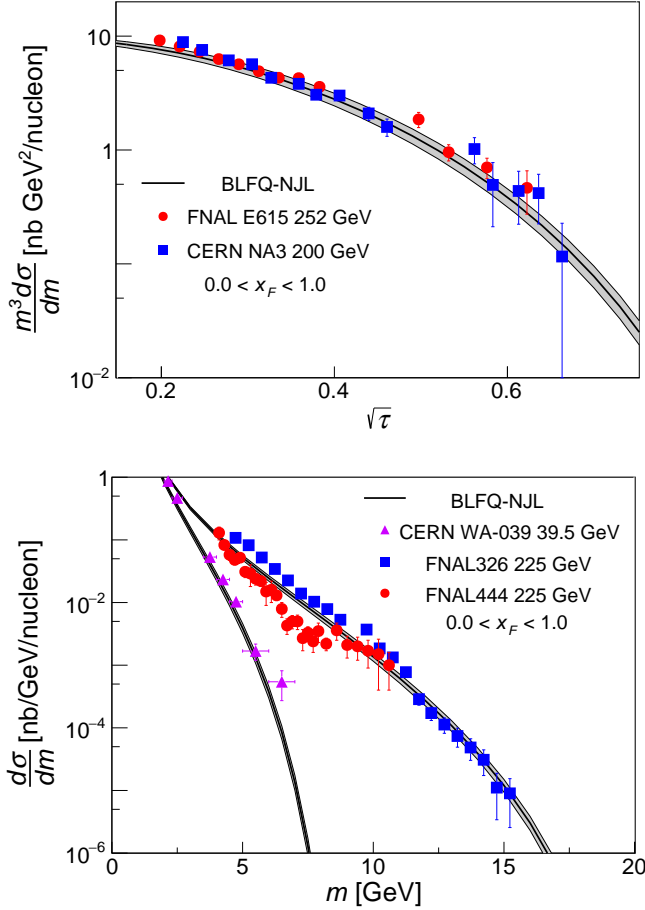 10
1
10⁻²
m³dσ/dm [nb GeV²/nucleon]
BLFQ-NJL
FNAL E615 252 GeV
CERN NA3 200 GeV
0.0 < x_F < 1.0
0.2 0.4 0.6
√τ
1
10⁻²
10⁻⁴
10⁻⁶
dσ/dm [nb/GeV/nucleon]
BLFQ-NJL
CERN WA-039 39.5 GeV
FNAL326 225 GeV
FNAL444 225 GeV
0.0 < x_F < 1.0
0 5 10 15 20
m [GeV]